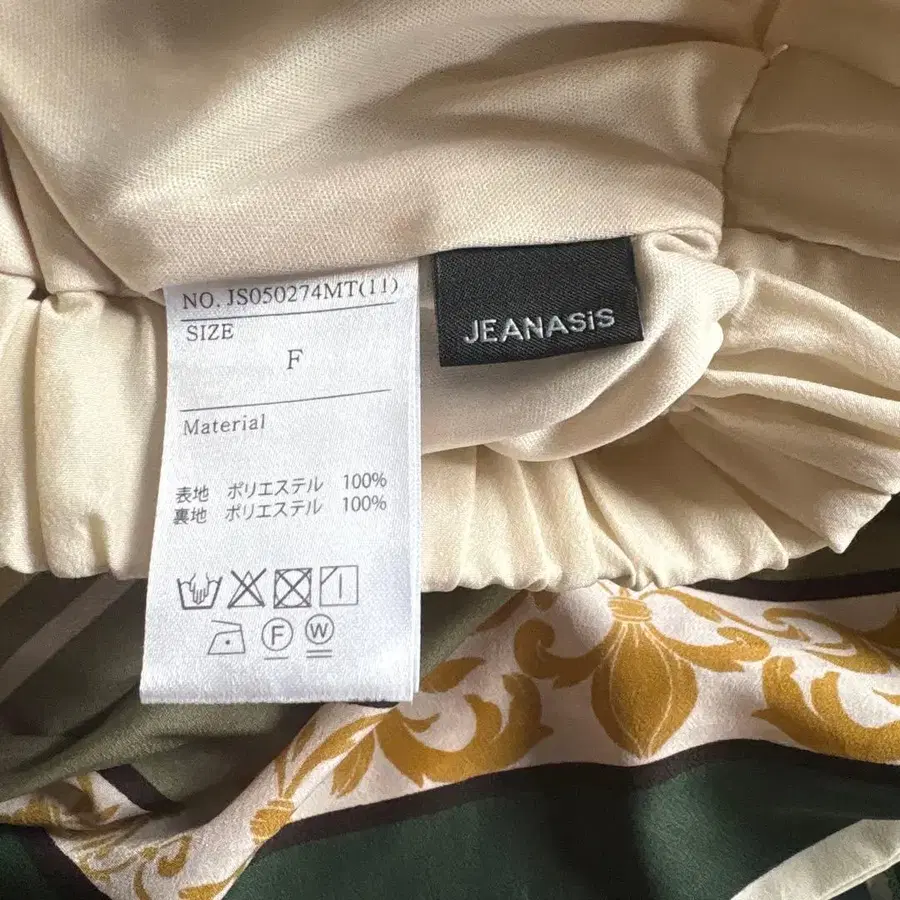 NO. JS050274MT(11)
SIZE
F
Material
表地 ポリエステル 100%
裏地 ポリエステル 100%
F W
JEANASiS